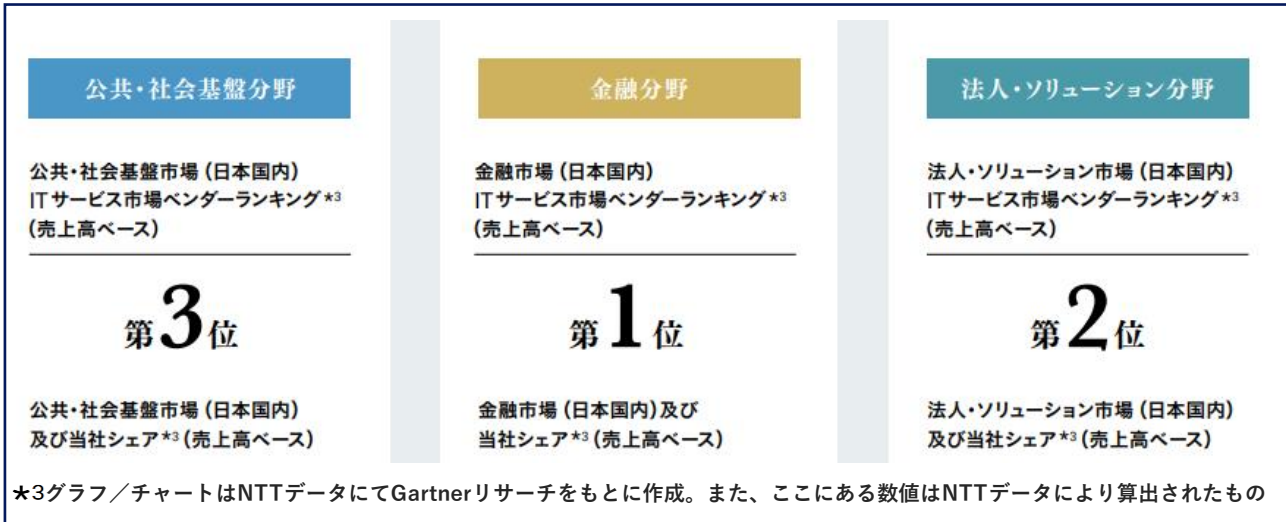 公共・社会基盤分野
公共・社会基盤市場（日本国内）
ITサービス市場ベンダーランキング*3
（売上高ベース）
第3位
公共・社会基盤市場（日本国内）
及び当社シェア*3（売上高ベース）
金融分野
金融市場（日本国内）
ITサービス市場ベンダーランキング*3
（売上高ベース）
第1位
金融市場（日本国内）及び
当社シェア*3（売上高ベース）
法人・ソリューション分野
法人・ソリューション市場（日本国内）
ITサービス市場ベンダーランキング*3
（売上高ベース）
第2位
法人・ソリューション市場（日本国内）
及び当社シェア*3（売上高ベース）
★3グラフ／チャートはNTTデータにてGartnerリサーチをもとに作成。また、ここにある数値はNTTデータにより算出されたもの